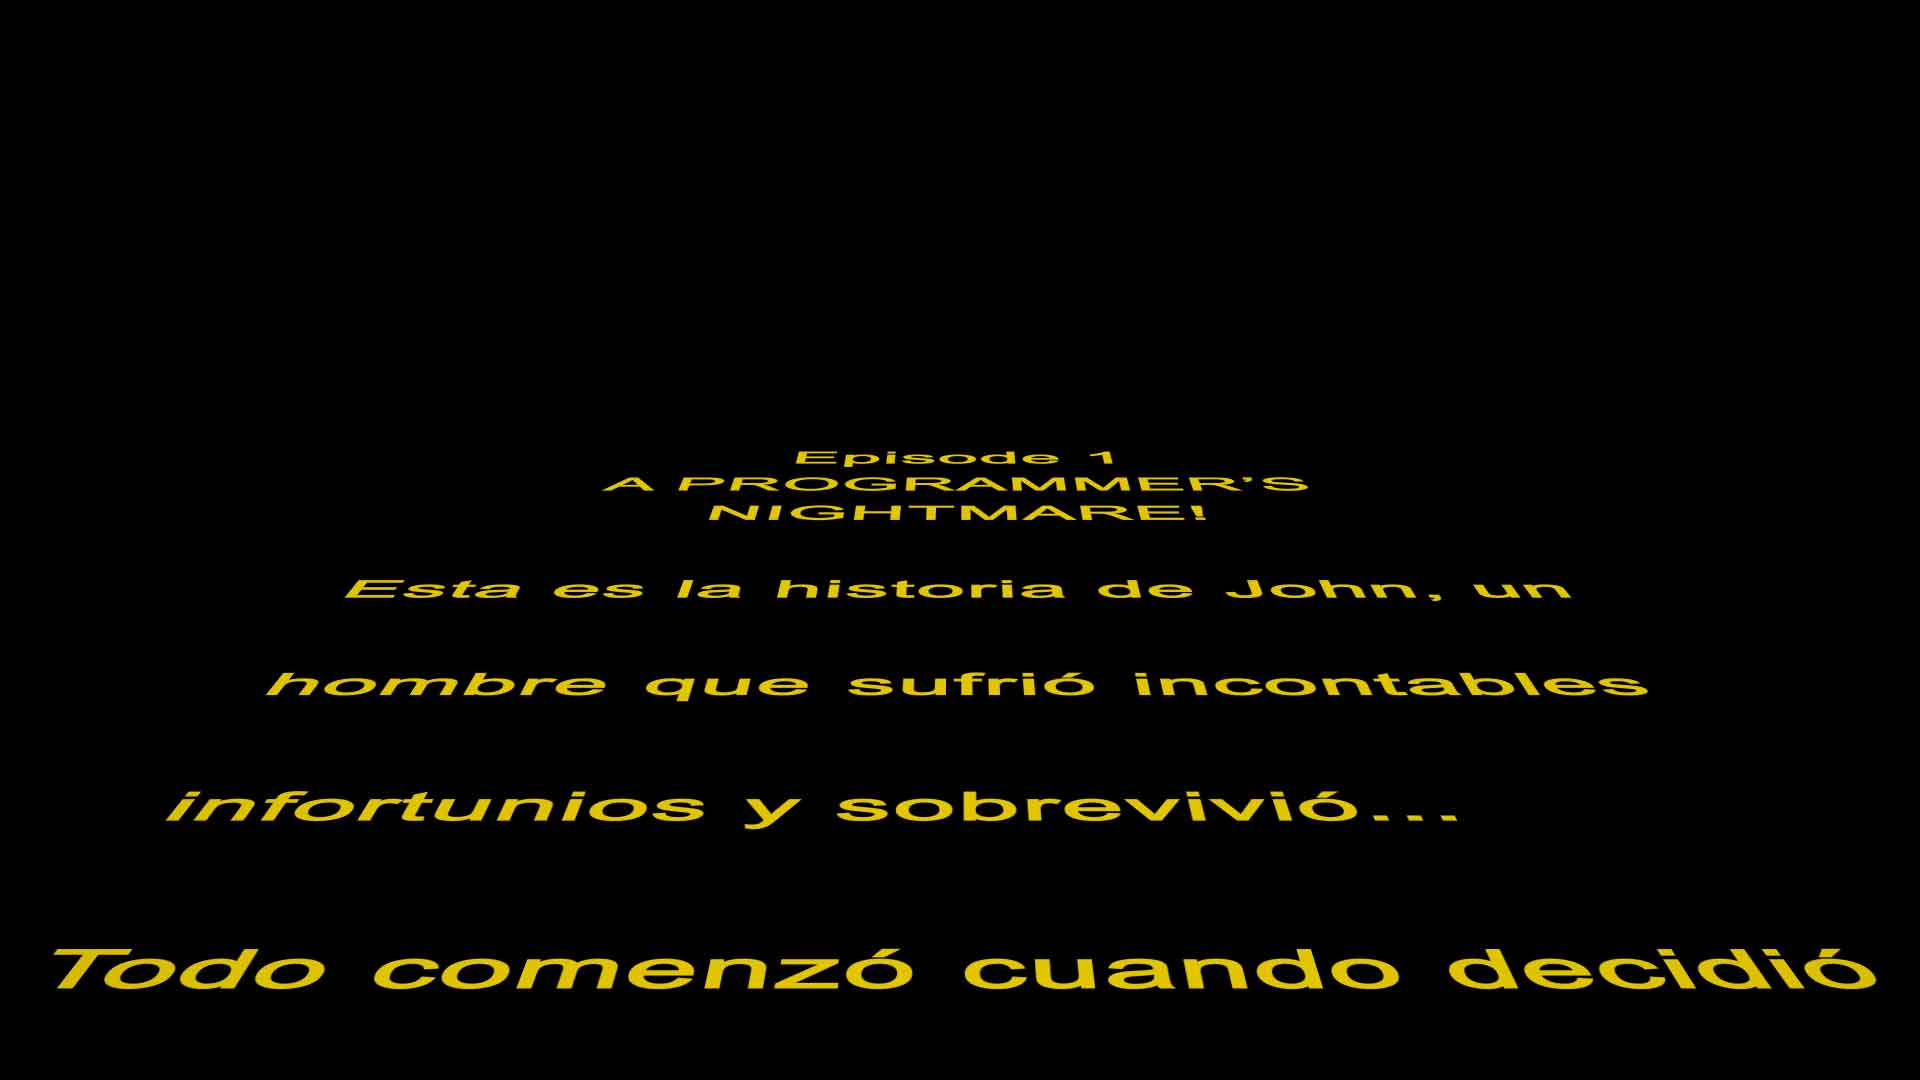 Episode 1
A PROGRAMMER'S
NIGHTMARE!
Esta es la historia de John, un
hombre que sufrió incontables
infortunios y sobrevivió...
Todo comenzó cuando decidió